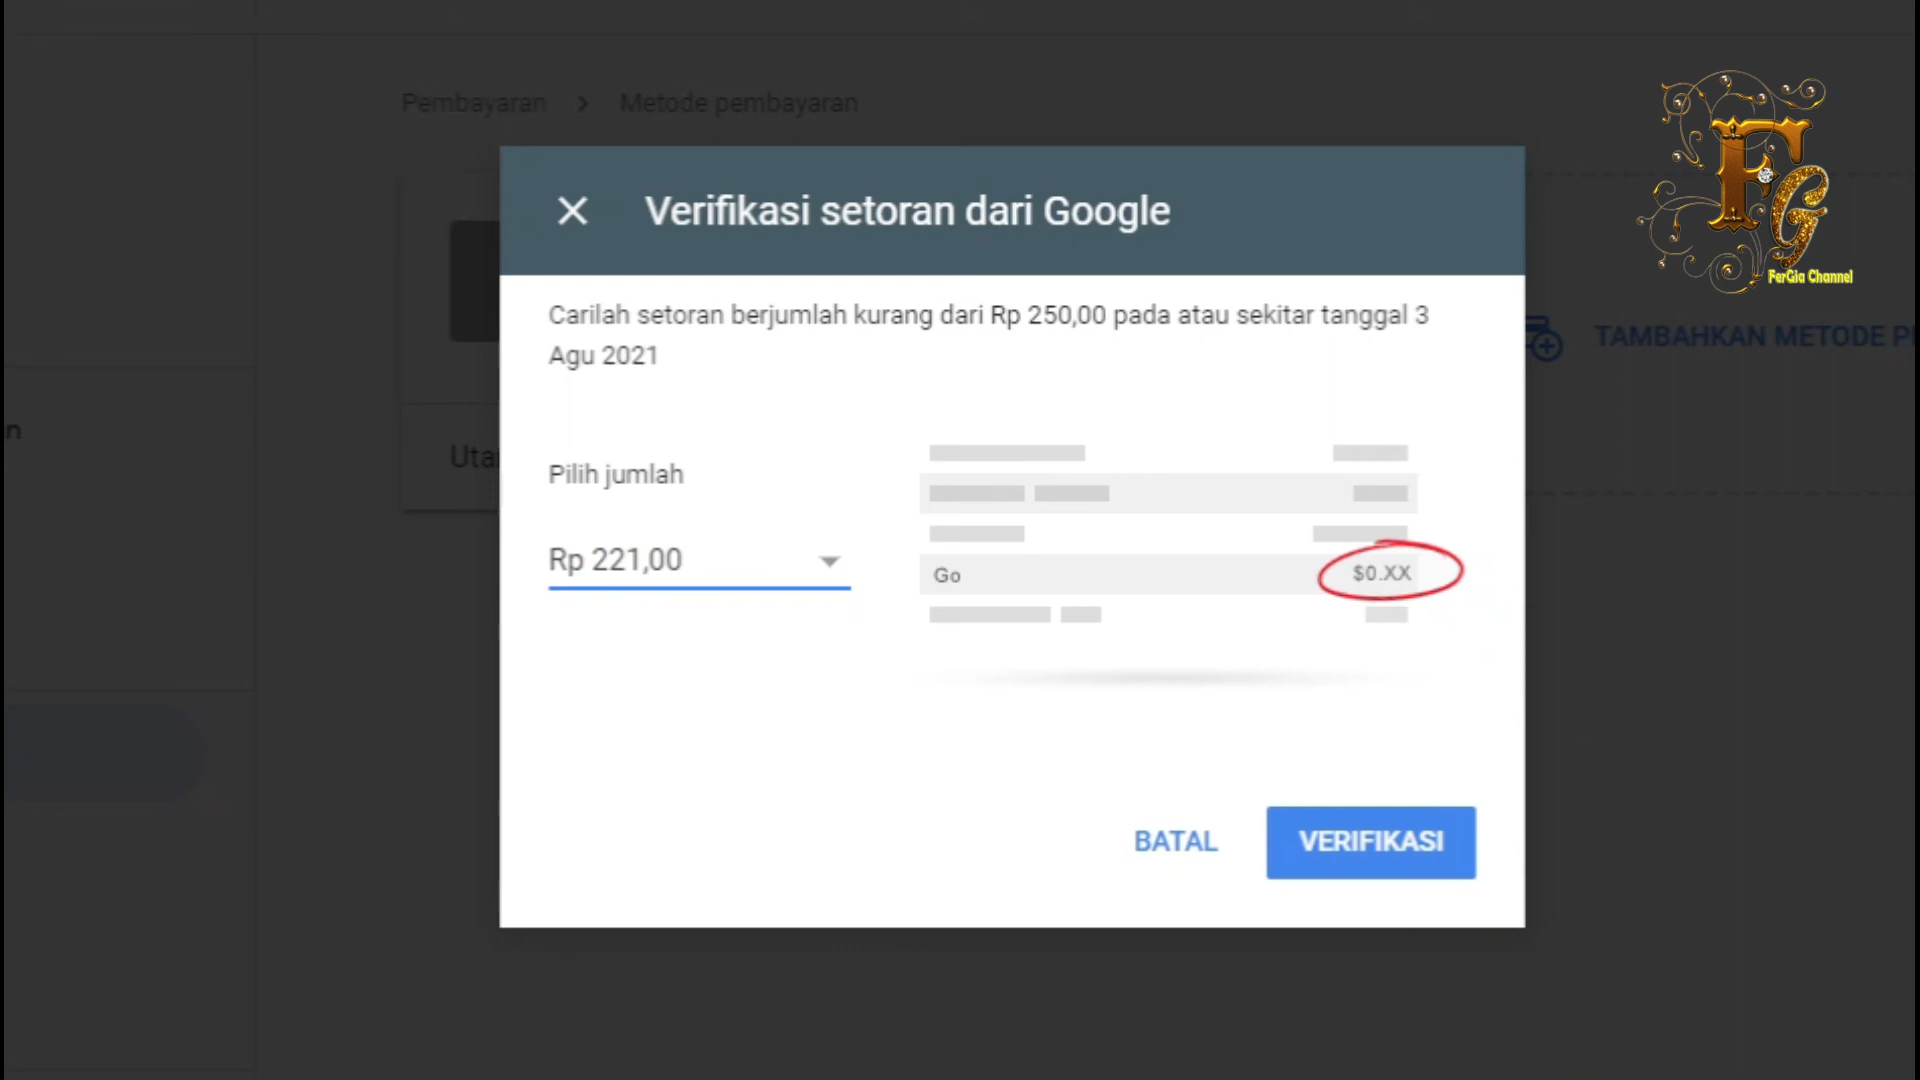 Pembayaran > Metode pembayaran
FG
FerGia Channel
Verifikasi setoran dari Google
Carilah setoran berjumlah kurang dari Rp 250,00 pada atau sekitar tanggal 3
Agu 2021
TAMBAHKAN METODE
Pilih jumlah
Rp 221,00
Go
$0.XX
BATAL
VERIFIKASI